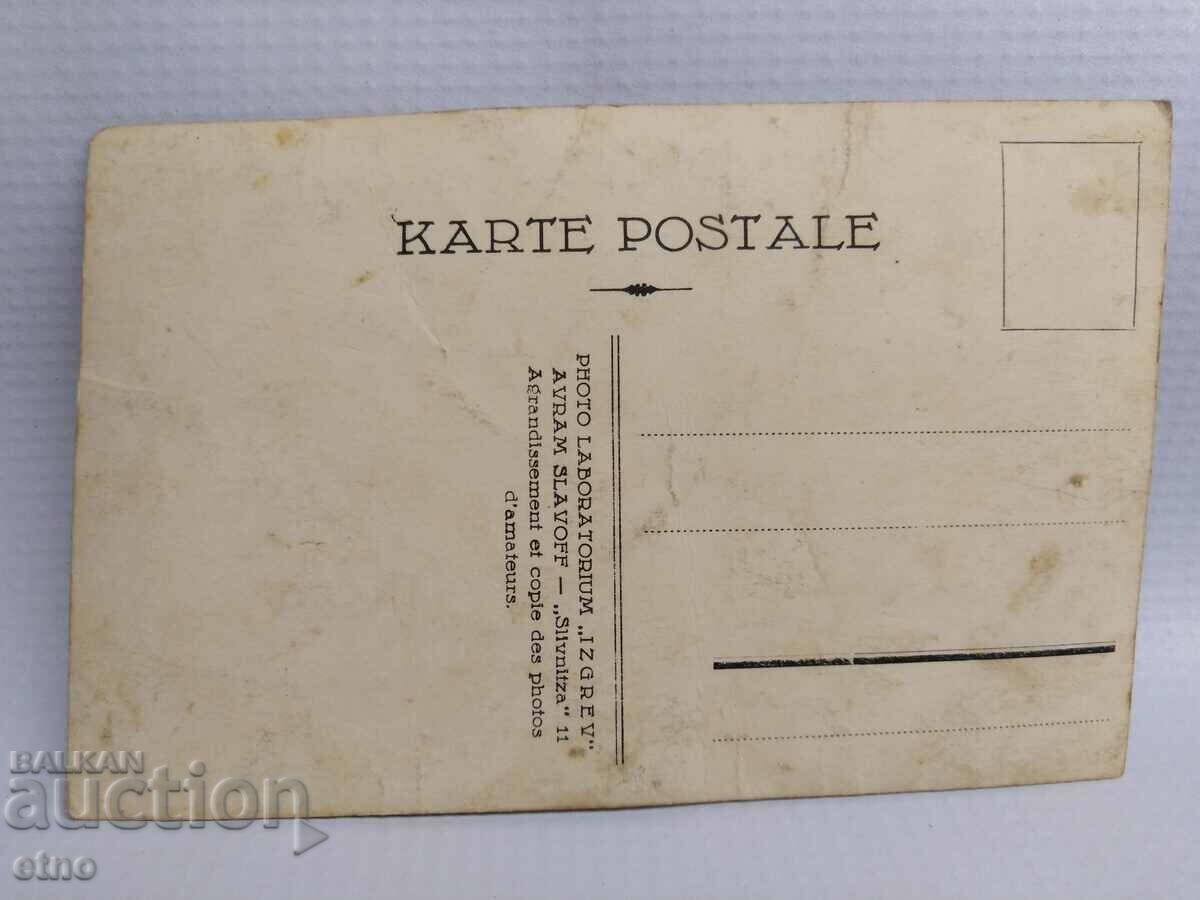 KARTE POSTALE
PHOTO LABORATORIUM „IZGREV“
AVRAM SLAVOFF — „Slivnitza“ 11
Agrandissement et copie des photos
d'amateurs.
BALKAN
auction
etno